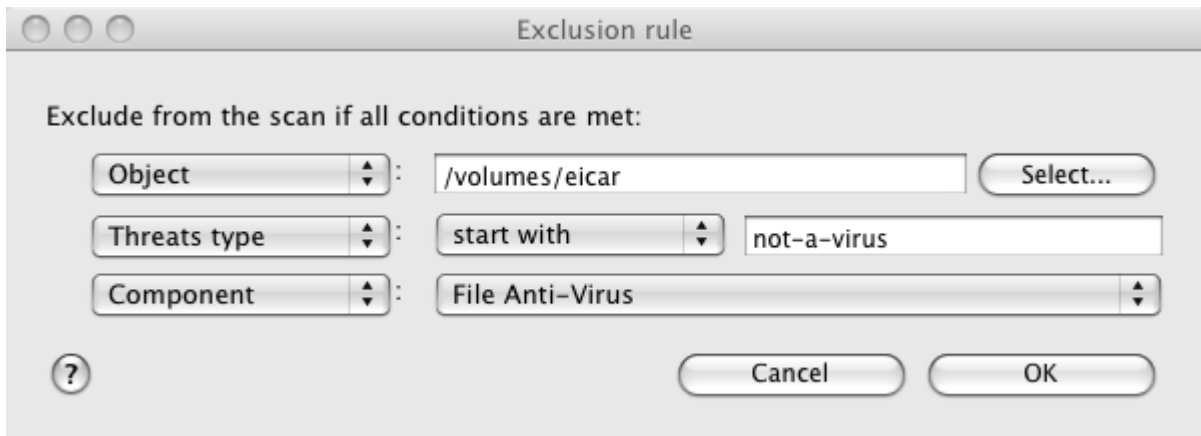 Exclusion rule
Exclude from the scan if all conditions are met:
Object : /volumes/eicar Select...
Threats type : start with not-a-virus
Component : File Anti-Virus
? Cancel OK